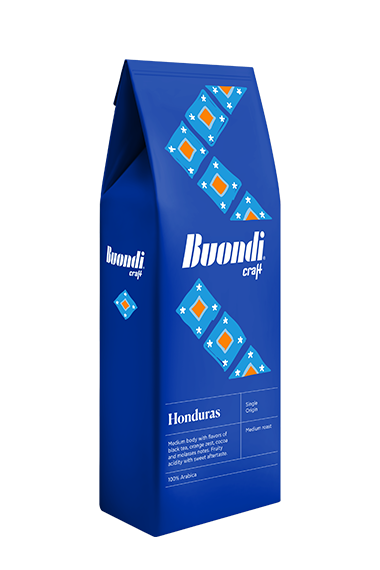 Buondi
craft
Buondi
craft
Honduras
Single
Origin
Medium body with flavors of
black tea, orange zest, cocoa
and molasses notes. Fruity
acidity with sweet aftertaste.
Medium roast
100% Arabica